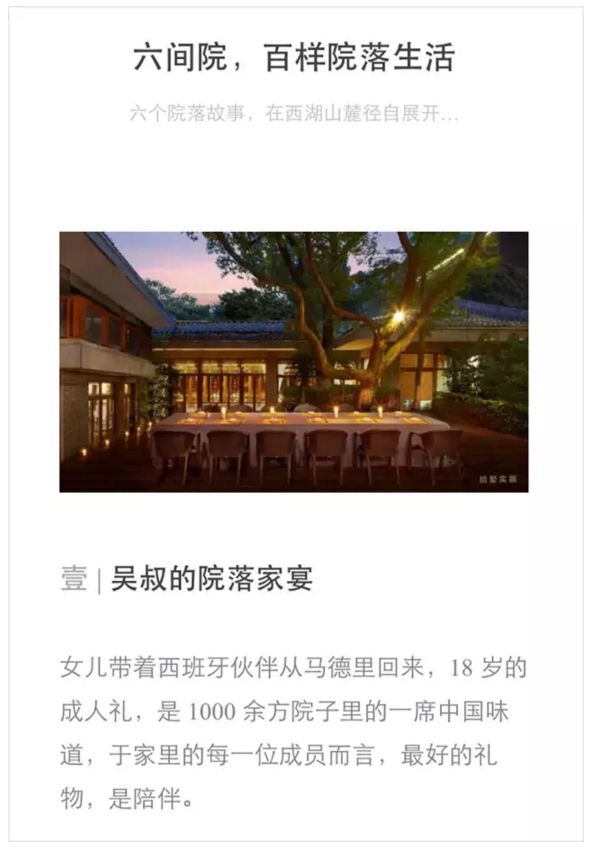 六间院，百样院落生活
六个院落故事，在西湖山麓径自展开...
拾墅实景
壹 | 吴叔的院落家宴
女儿带着西班牙伙伴从马德里回来，18 岁的
成人礼，是 1000 余方院子里的一席中国味
道，于家里的每一位成员而言，最好的礼
物，是陪伴。